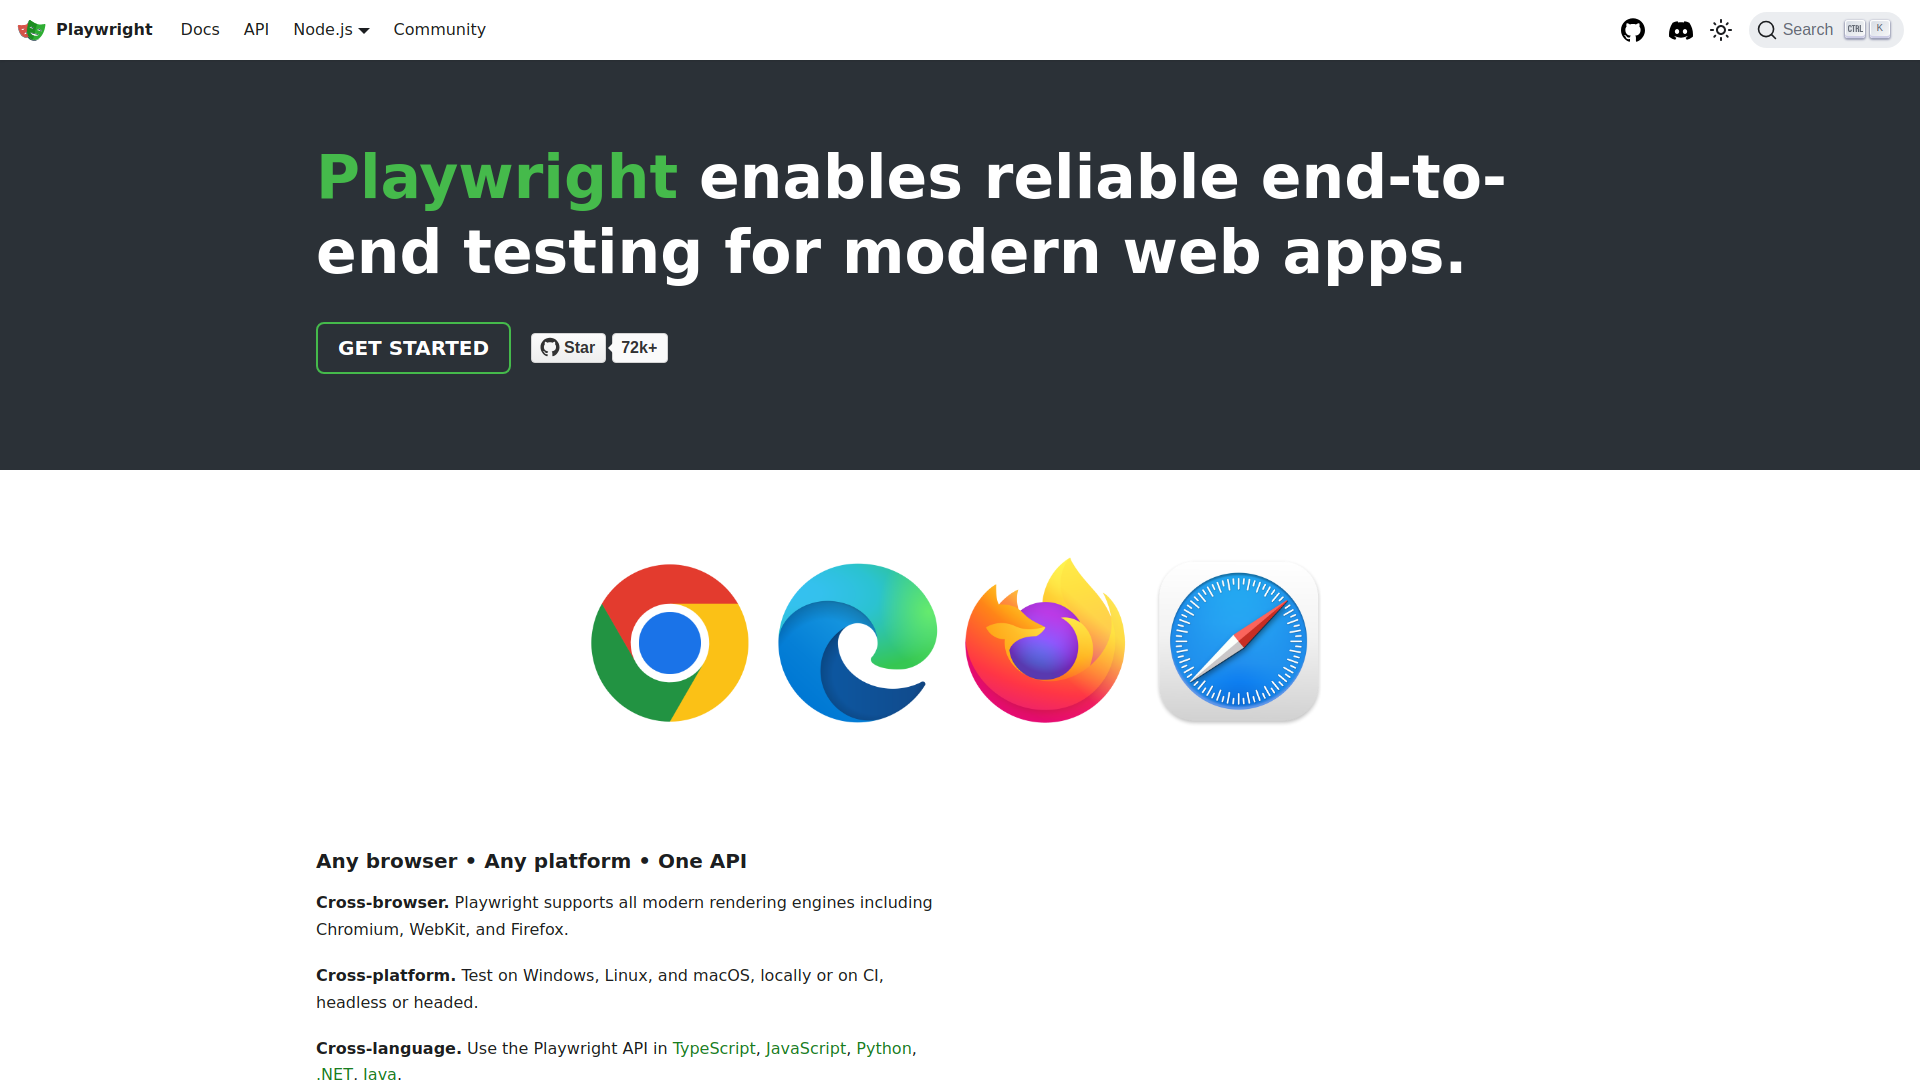 Playwright Docs API Node.js Community Search CTRL K
Playwright enables reliable end-to-
end testing for modern web apps.
GET STARTED Star 72k+
Any browser • Any platform • One API
Cross-browser. Playwright supports all modern rendering engines including
Chromium, WebKit, and Firefox.
Cross-platform. Test on Windows, Linux, and macOS, locally or on CI,
headless or headed.
Cross-language. Use the Playwright API in TypeScript, JavaScript, Python,
.NET, Java.